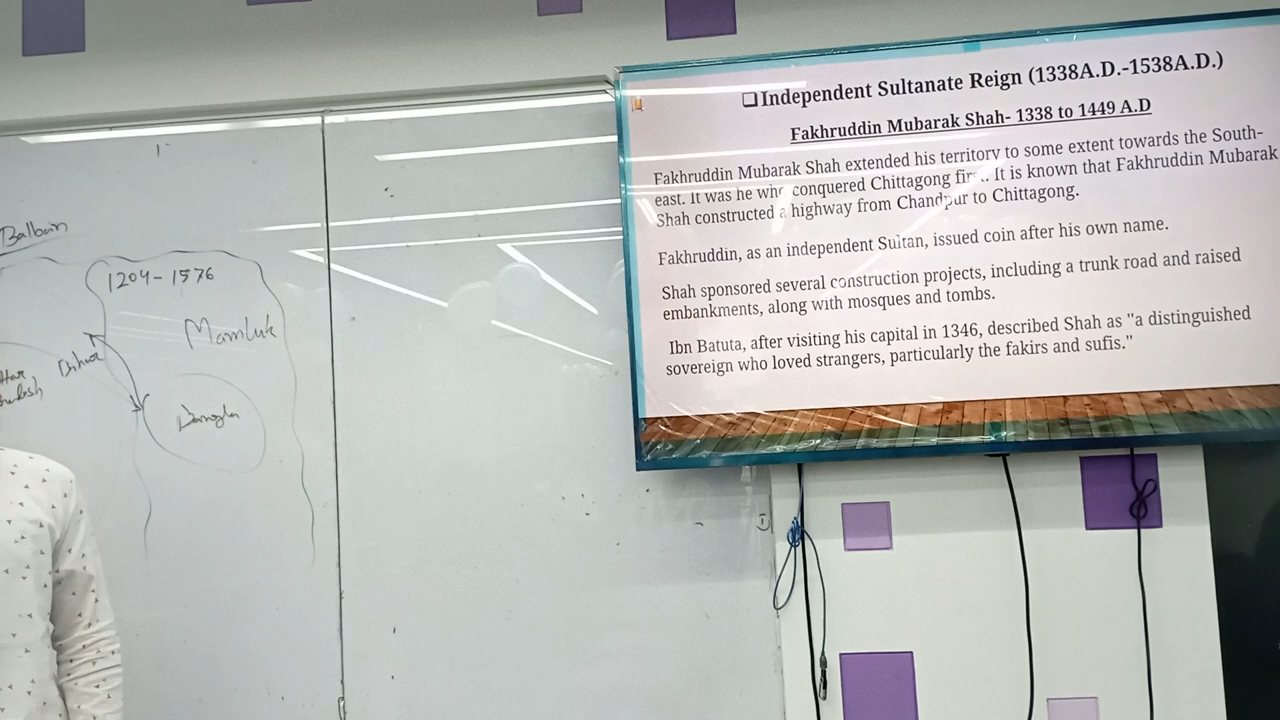 Balbain
1204-1576
Mamluk
Bihar
Bangla
❑Independent Sultanate Reign (1338A.D.-1538A.D.)
Fakhruddin Mubarak Shah- 1338 to 1449 A.D
Fakhruddin Mubarak Shah extended his territory to some extent towards the South-
east. It was he who conquered Chittagong first. It is known that Fakhruddin Mubarak
Shah constructed a highway from Chandpur to Chittagong.
Fakhruddin, as an independent Sultan, issued coin after his own name.
Shah sponsored several construction projects, including a trunk road and raised
embankments, along with mosques and tombs.
Ibn Batuta, after visiting his capital in 1346, described Shah as "a distinguished
sovereign who loved strangers, particularly the fakirs and sufis."